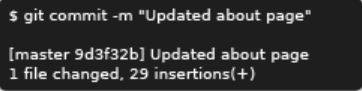 $ git commit -m "Updated about page"
[master 9d3f32b] Updated about page
1 file changed, 29 insertions(+)